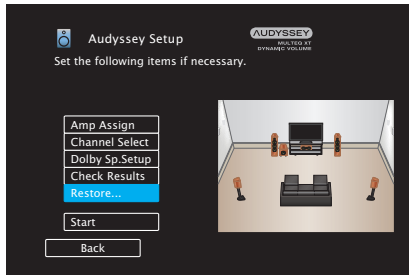 Audyssey Setup
AUDYSSEY
MULTEQ XT
DYNAMIC VOLUME
Set the following items if necessary.
Amp Assign
Channel Select
Dolby Sp.Setup
Check Results
Restore...
Start
Back